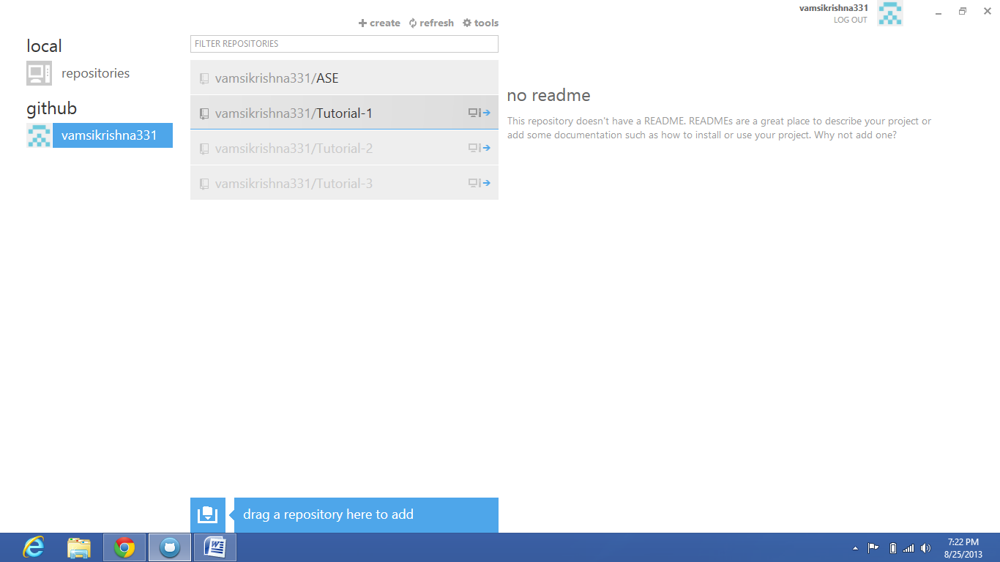 vamsikrishna331
LOG OUT
create refresh tools
local
FILTER REPOSITORIES
repositories
vamsikrishna331/ASE
no readme
github
vamsikrishna331/Tutorial-1
This repository doesn't have a README. READMEs are a great place to describe your project or
add some documentation such as how to install or use your project. Why not add one?
vamsikrishna331
vamsikrishna331/Tutorial-2
vamsikrishna331/Tutorial-3
drag a repository here to add
7:22 PM
8/25/2013